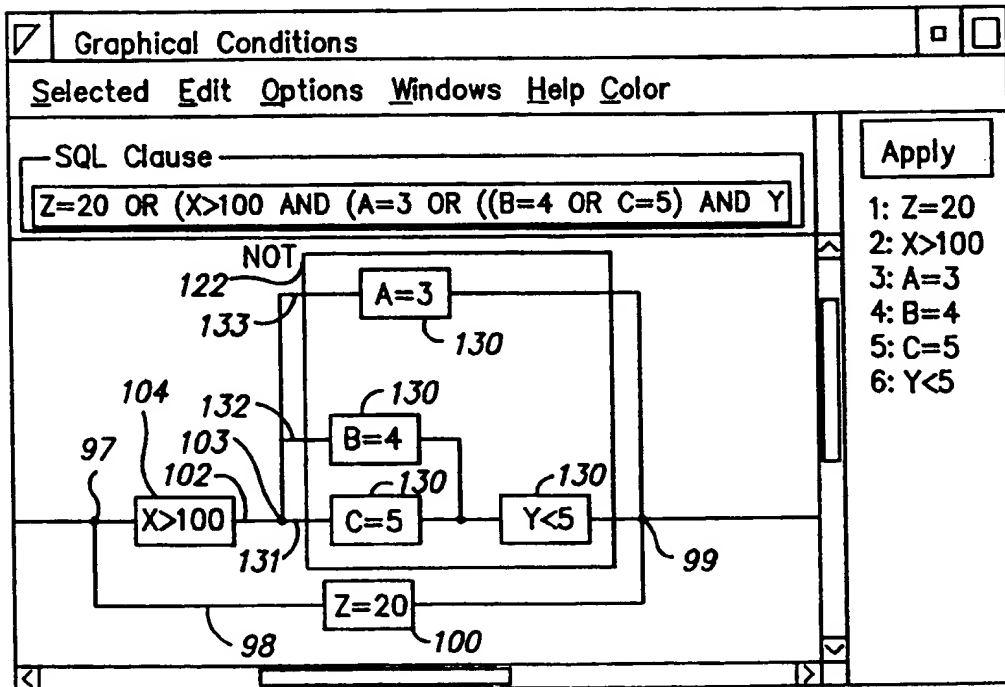 Graphical Conditions
Selected Edit Options Windows Help Color
SQL Clause
Z=20 OR (X>100 AND (A=3 OR ((B=4 OR C=5) AND Y
Apply
1: Z=20
2: X>100
3: A=3
4: B=4
5: C=5
6: Y<5
NOT
122
A=3
133
130
104
132
130
103
B=4
97
102
130
130
X>100
C=5
Y<5
131
99
Z=20
98
100